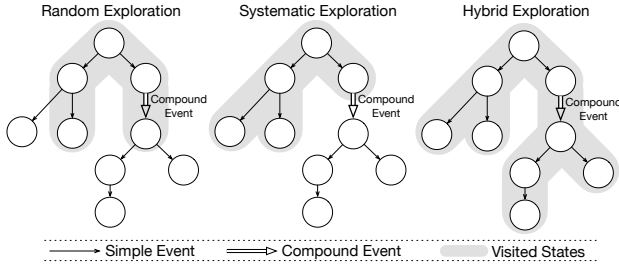 Random Exploration
Systematic Exploration
Hybrid Exploration
Compound
Event
Compound
Event
Compound
Event
Simple Event
Compound Event
Visited States